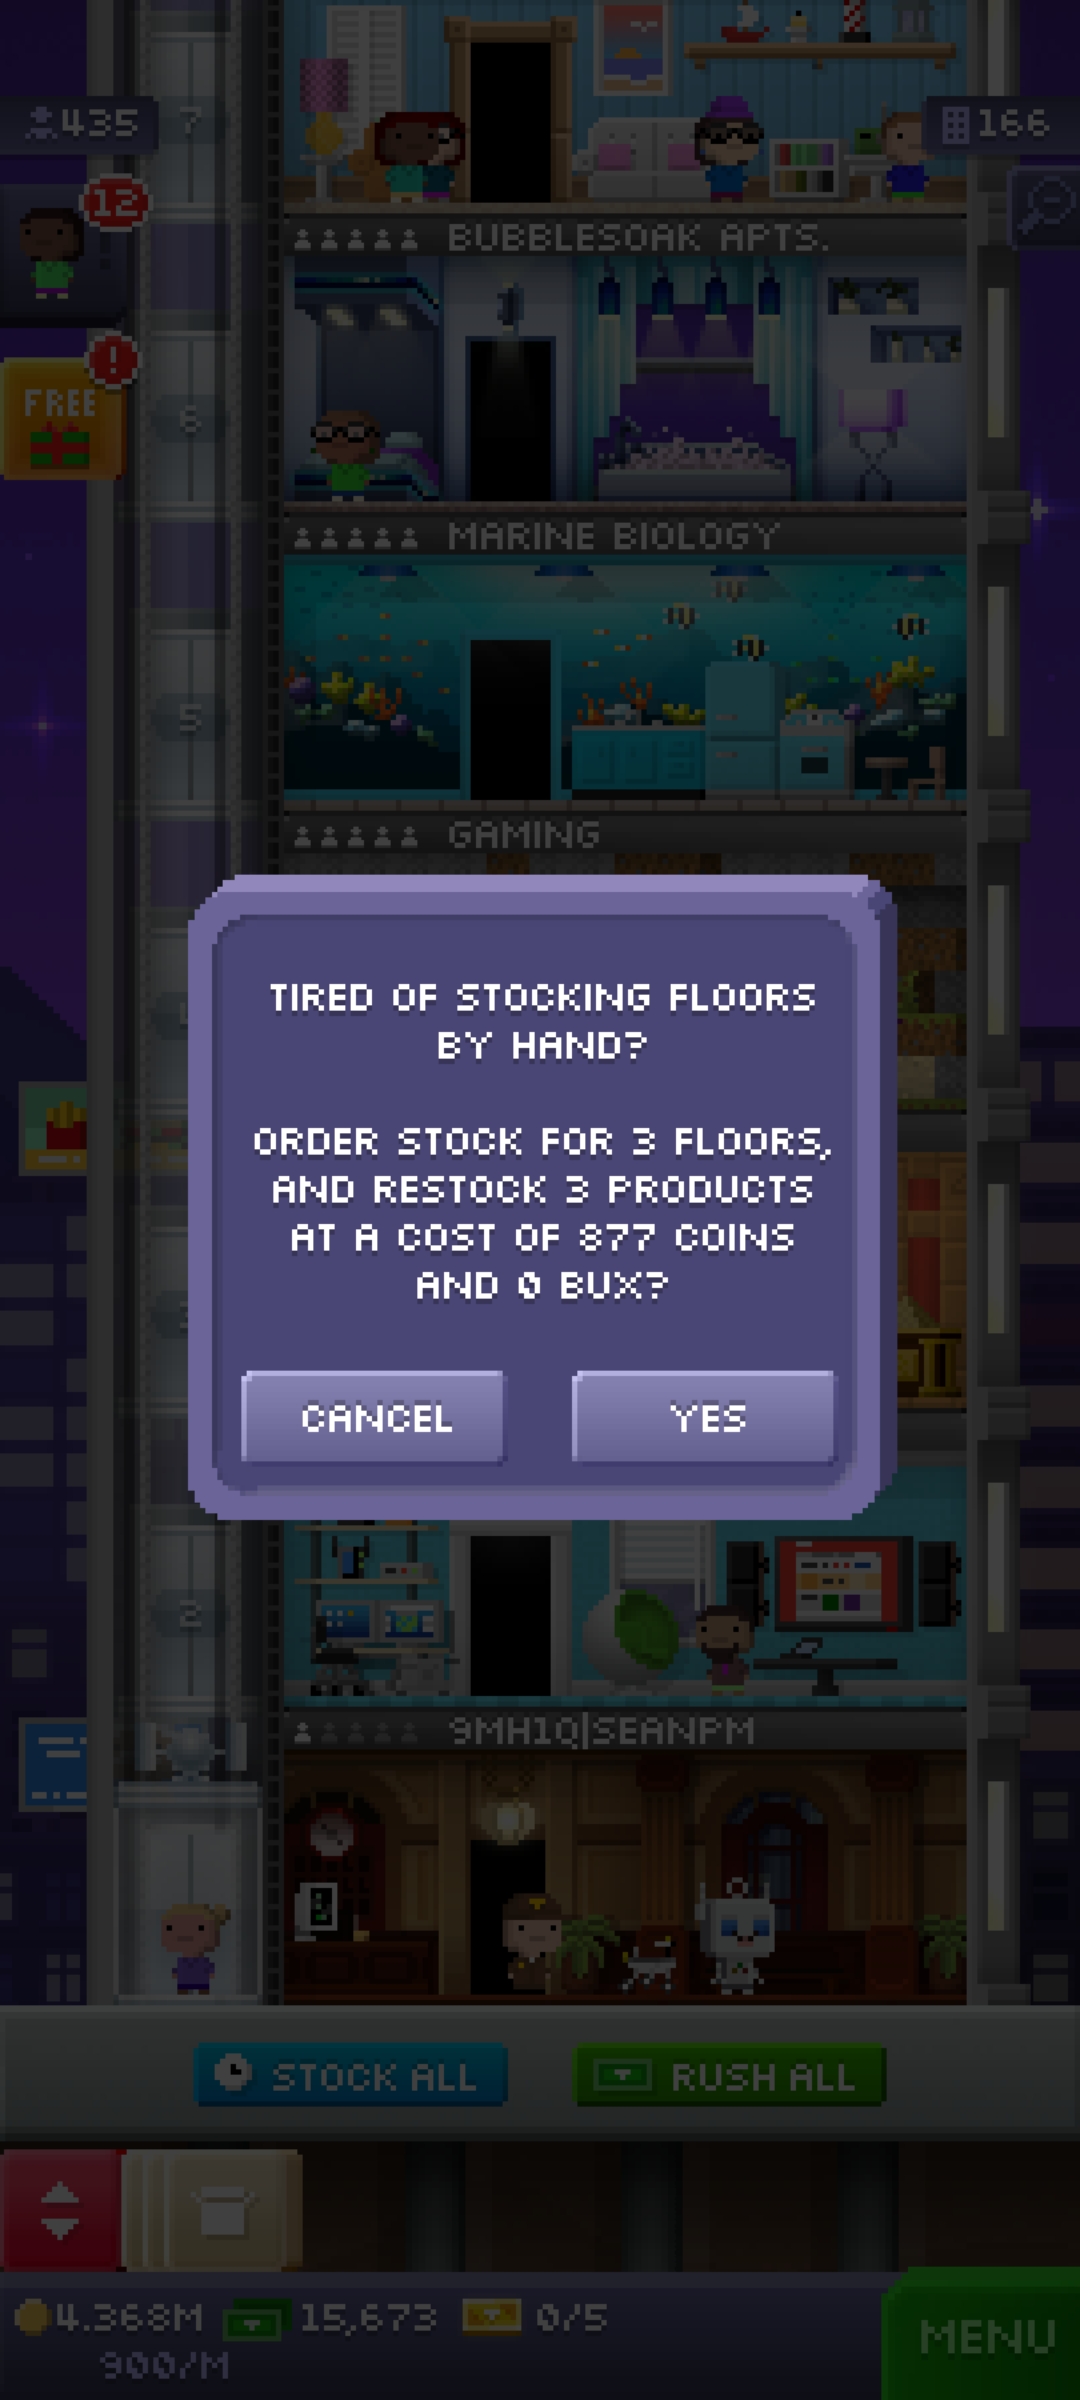 435
7
166
12
BUBBLESOAK APTS.
!
FREE
6
MARINE BIOLOGY
5
GAMING
TIRED OF STOCKING FLOORS
BY HAND?
ORDER STOCK FOR 3 FLOORS,
AND RESTOCK 3 PRODUCTS
AT A COST OF 877 COINS
AND 0 BUX?
CANCEL
YES
2
9MH1Q|SEANPM
STOCK ALL
RUSH ALL
4.368M
15,673
0/5
MENU
900/M